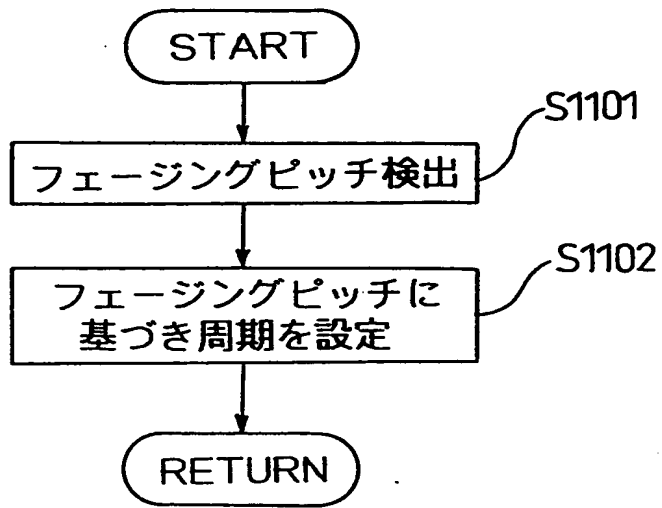 START
S1101
フェージングピッチ検出
S1102
フェージングピッチに
基づき周期を設定
RETURN